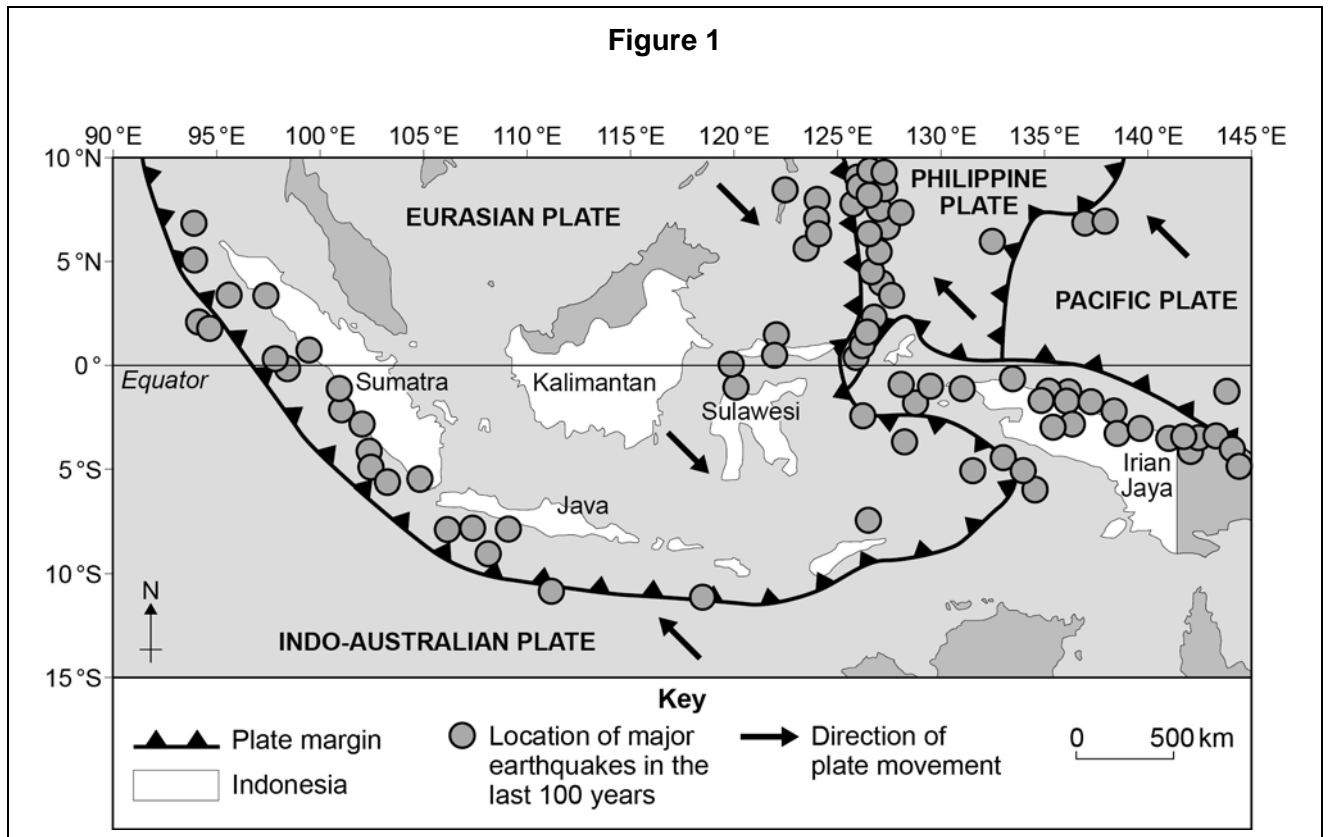 Figure 1
90 °E 95 °E 100 °E 105 °E 110 °E 115 °E 120 °E 125 °E 130 °E 135 °E 140 °E 145 °E
10 °N
PHILIPPINE
PLATE
EURASIAN PLATE
5 °N
PACIFIC PLATE
0 °
Equator
Sumatra
Kalimantan
Sulawesi
5 °S
Irian
Jaya
Java
10 °S
N
INDO-AUSTRALIAN PLATE
15 °S
Key
Plate margin
Indonesia
Location of major
earthquakes in the
last 100 years
Direction of
plate movement
0 500 km